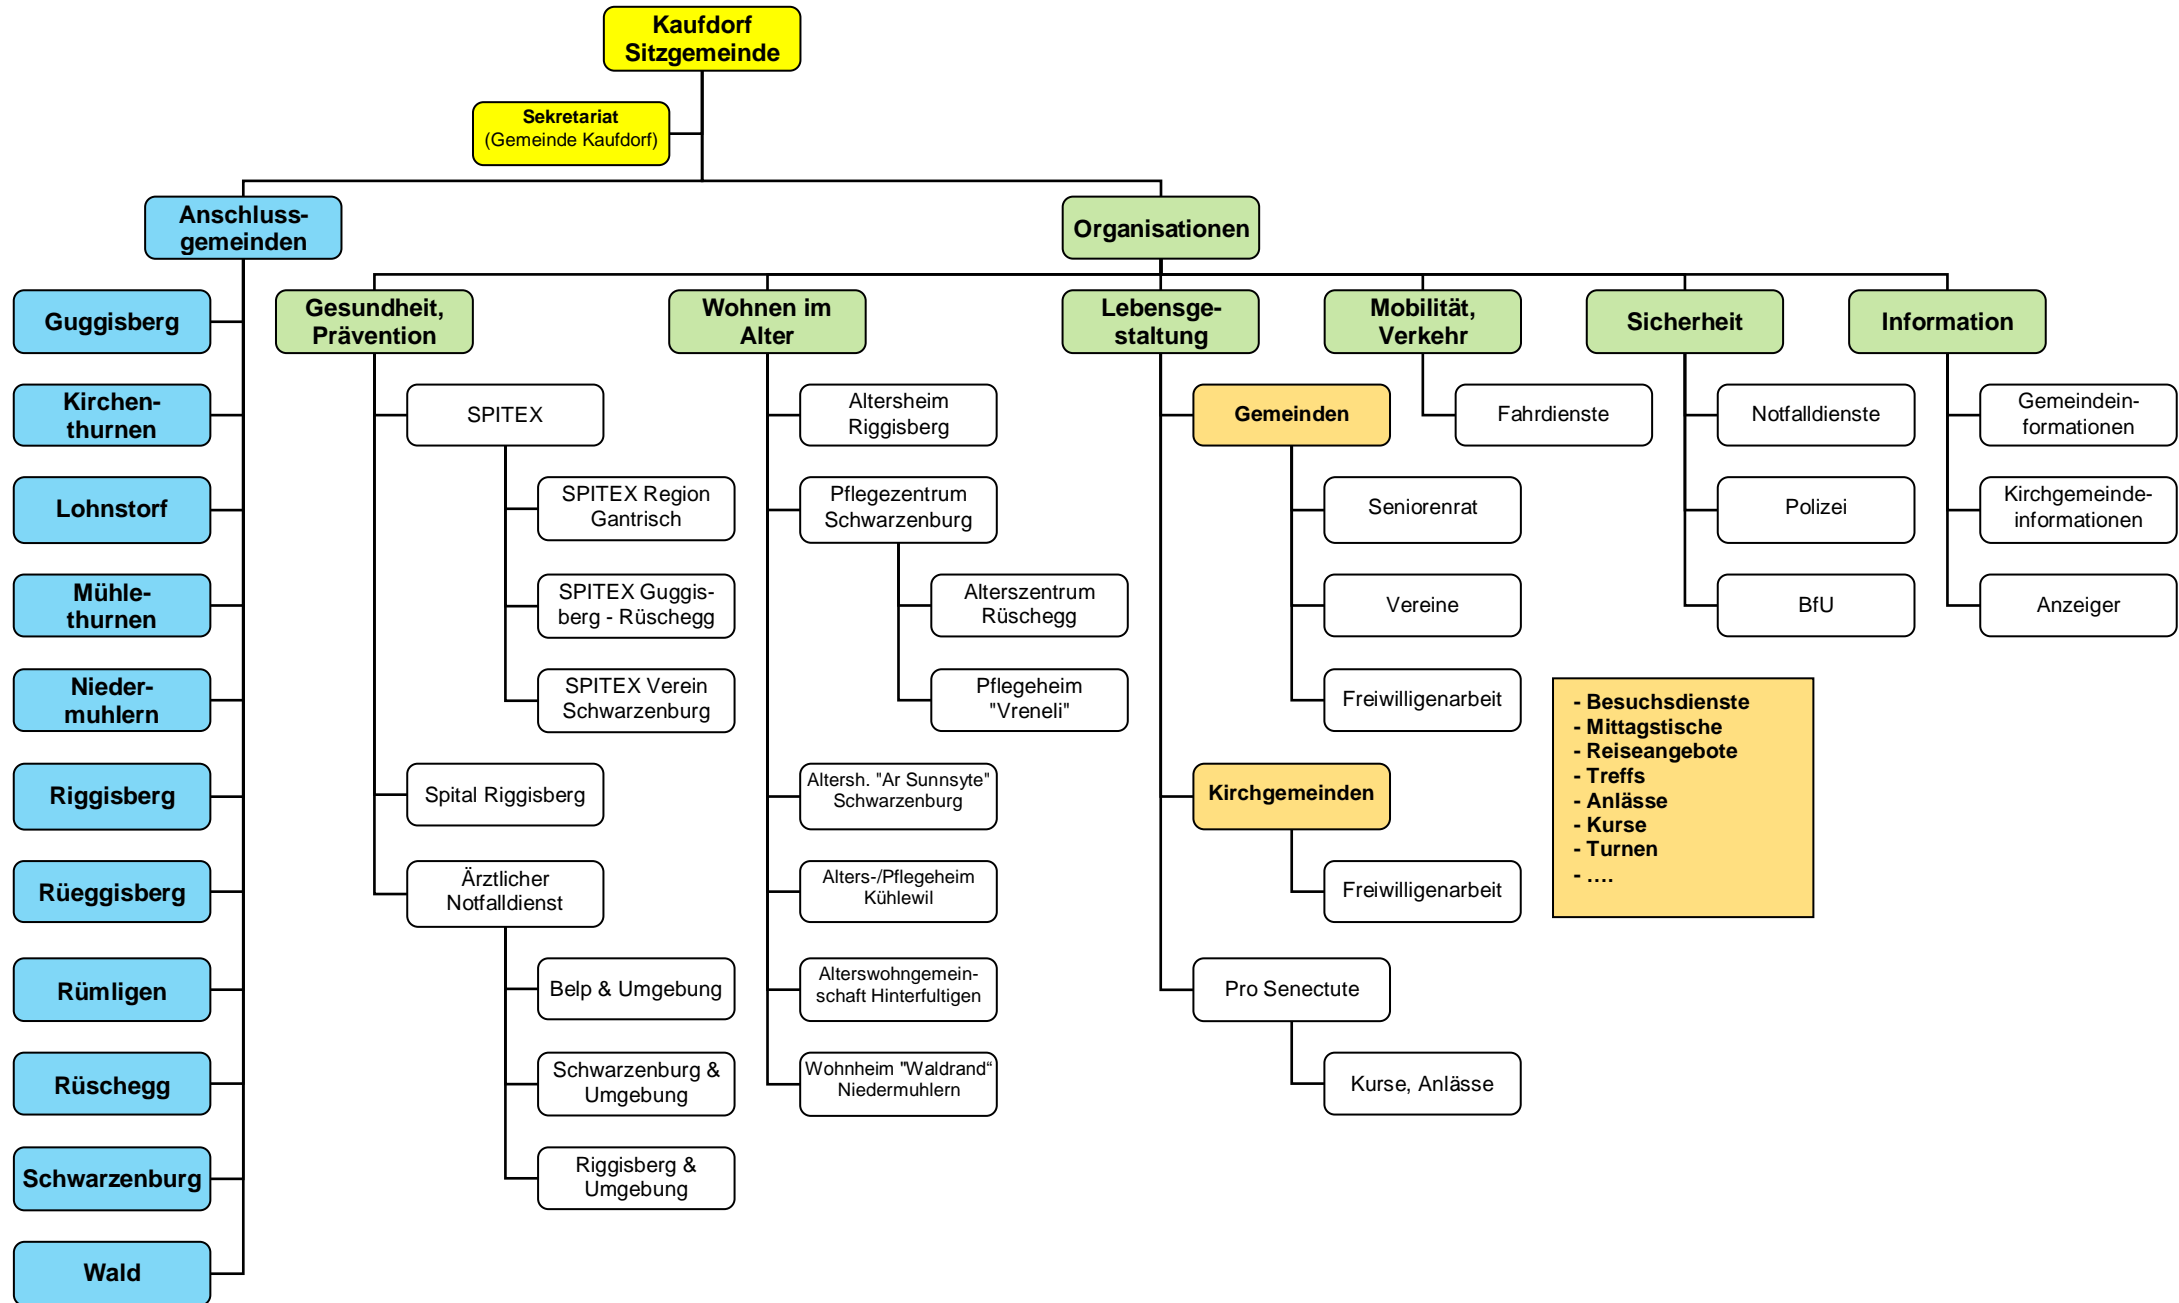 Kaufdorf
Sitzgemeinde
Sekretariat
(Gemeinde Kaufdorf)
Anschluss-
gemeinden
Guggisberg
Kirchen-
thurnen
Lohnstorf
Mühle-
thurnen
Nieder-
muhlern
Riggisberg
Rüeggisberg
Rümligen
Rüschegg
Schwarzenburg
Wald
Organisationen
Gesundheit,
Prävention
SPITEX
SPITEX Region
Gantrisch
SPITEX Guggis-
berg - Rüschegg
SPITEX Verein
Schwarzenburg
Spital Riggisberg
Ärztlicher
Notfalldienst
Belp & Umgebung
Schwarzenburg &
Umgebung
Riggisberg &
Umgebung
Wohnen im
Alter
Altersheim
Riggisberg
Pflegezentrum
Schwarzenburg
Alterszentrum
Rüschegg
Pflegeheim
"Vreneli"
Altersh. "Ar Sunnsyte"
Schwarzenburg
Alters-/Pflegeheim
Kühlewil
Alterswohngemein-
schaft Hinterfultigen
Wohnheim "Waldrand“
Niedermuhlern
Lebensge-
staltung
Gemeinden
Seniorenrat
Vereine
Freiwilligenarbeit
Kirchgemeinden
Freiwilligenarbeit
Pro Senectute
Kurse, Anlässe
Mobilität,
Verkehr
Fahrdienste
Sicherheit
Notfalldienste
Polizei
BfU
Information
Gemeindein-
formationen
Kirchgemeinde-
informationen
Anzeiger
- Besuchsdienste
- Mittagstische
- Reiseangebote
- Treffs
- Anlässe
- Kurse
- Turnen
- ....